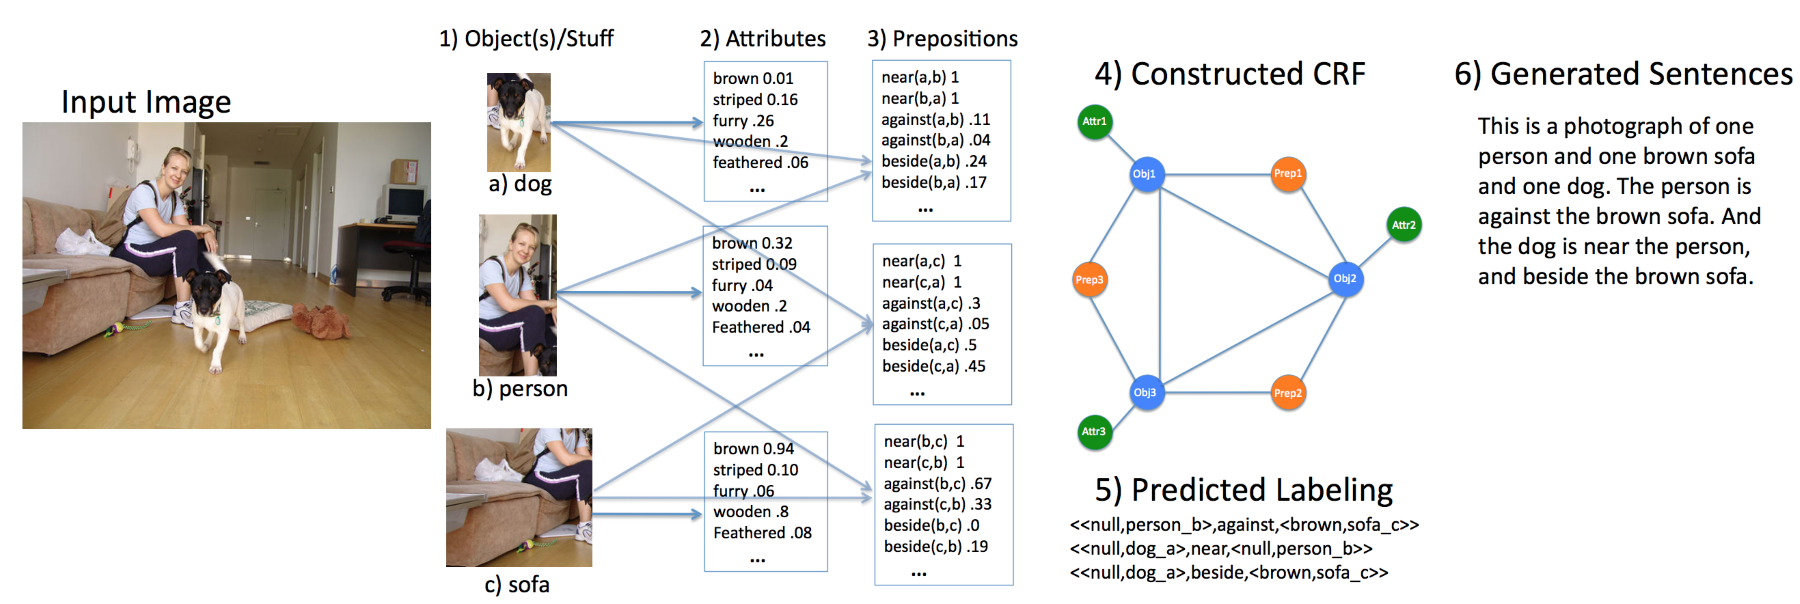 Input Image
1) Object(s)/Stuff
a) dog
b) person
c) sofa
2) Attributes
brown 0.01
striped 0.16
furry .26
wooden .2
feathered .06
...
brown 0.32
striped 0.09
furry .04
wooden .2
Feathered .04
...
brown 0.94
striped 0.10
furry .06
wooden .8
Feathered .08
...
3) Prepositions
near(a,b) 1
near(b,a) 1
against(a,b) .11
against(b,a) .04
beside(a,b) .24
beside(b,a) .17
...
near(a,c) 1
near(c,a) 1
against(a,c) .3
against(c,a) .05
beside(a,c) .5
beside(c,a) .45
...
near(b,c) 1
near(c,b) 1
against(b,c) .67
against(c,b) .33
beside(b,c) .0
beside(c,b) .19
...
4) Constructed CRF
Attr1
Obj1
Prep1
Attr2
Prep3
Obj2
Obj3
Prep2
Attr3
5) Predicted Labeling
<<null,person_b>,against,<brown,sofa_c>>
<<null,dog_a>,near,<null,person_b>>
<<null,dog_a>,beside,<brown,sofa_c>>
6) Generated Sentences
This is a photograph of one
person and one brown sofa
and one dog. The person is
against the brown sofa. And
the dog is near the person,
and beside the brown sofa.